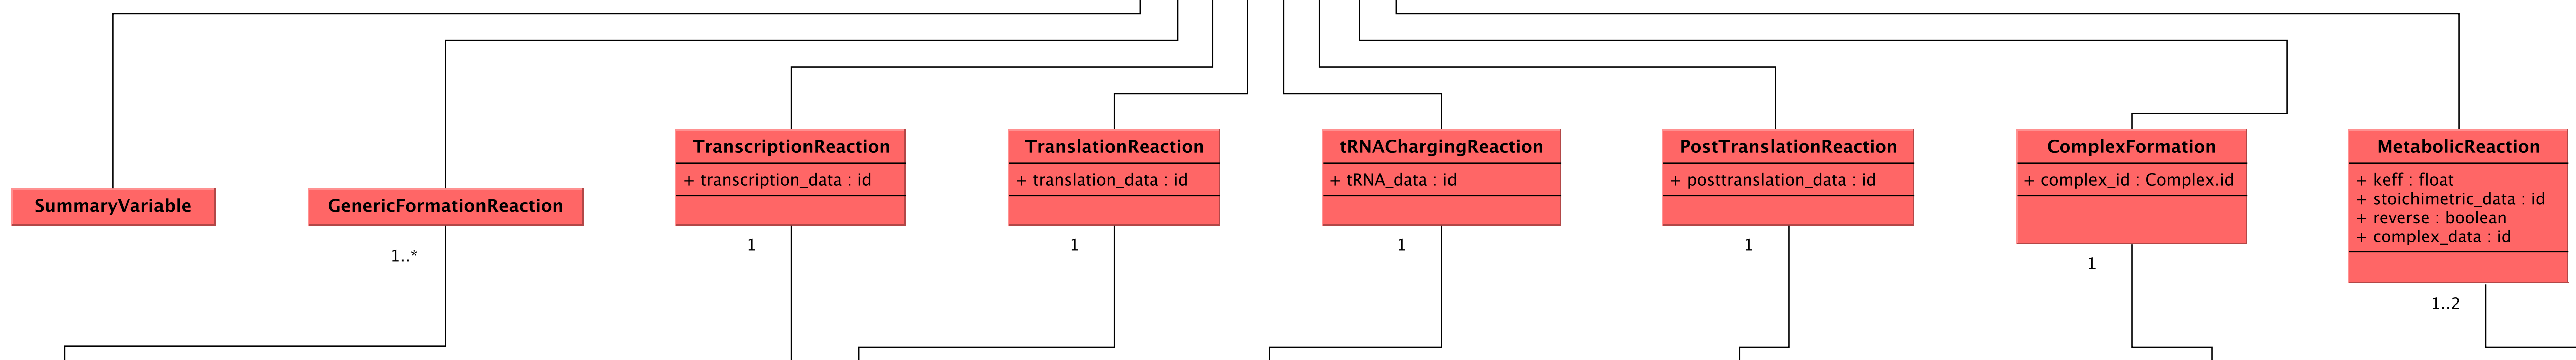 SummaryVariable
GenericFormationReaction
1..*
TranscriptionReaction
+ transcription_data : id
1
TranslationReaction
+ translation_data : id
1
tRNAChargingReaction
+ tRNA_data : id
1
PostTranslationReaction
+ posttranslation_data : id
1
ComplexFormation
+ complex_id : Complex.id
1
MetabolicReaction
+ keff : float
+ stoichimetric_data : id
+ reverse : boolean
+ complex_data : id
1..2